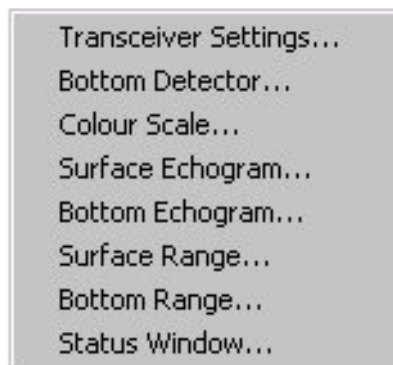 Transceiver Settings...
Bottom Detector...
Colour Scale...
Surface Echogram...
Bottom Echogram...
Surface Range...
Bottom Range...
Status Window...